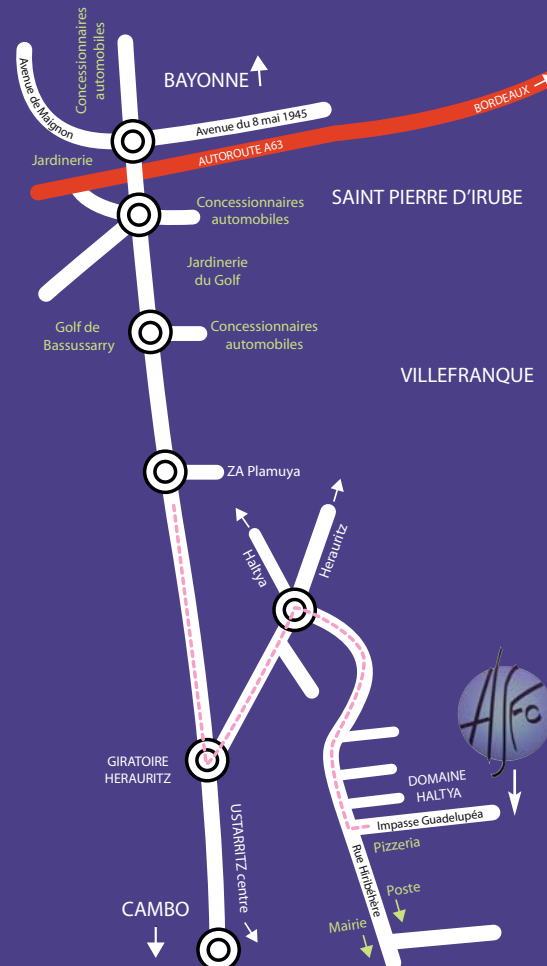 Concessionnaires
automobiles
Avenue de Maignon
BAYONNE
Avenue du 8 mai 1945
BORDEAUX
AUTOROUTE A63
Jardinerie
SAINT PIERRE D'IRUBE
Concessionnaires
automobiles
Jardinerie
du Golf
Golf de
Bassussarry
Concessionnaires
automobiles
VILLEFRANQUE
ZA Plamuya
Haltya
Herauritz
ASFO
GIRATOIRE
HERAURITZ
DOMAINE
HALTYA
Impasse Guadelupéa
Pizzeria
USTARRITZ centre
Rue Hiribéhère
Poste
CAMBO
Mairie